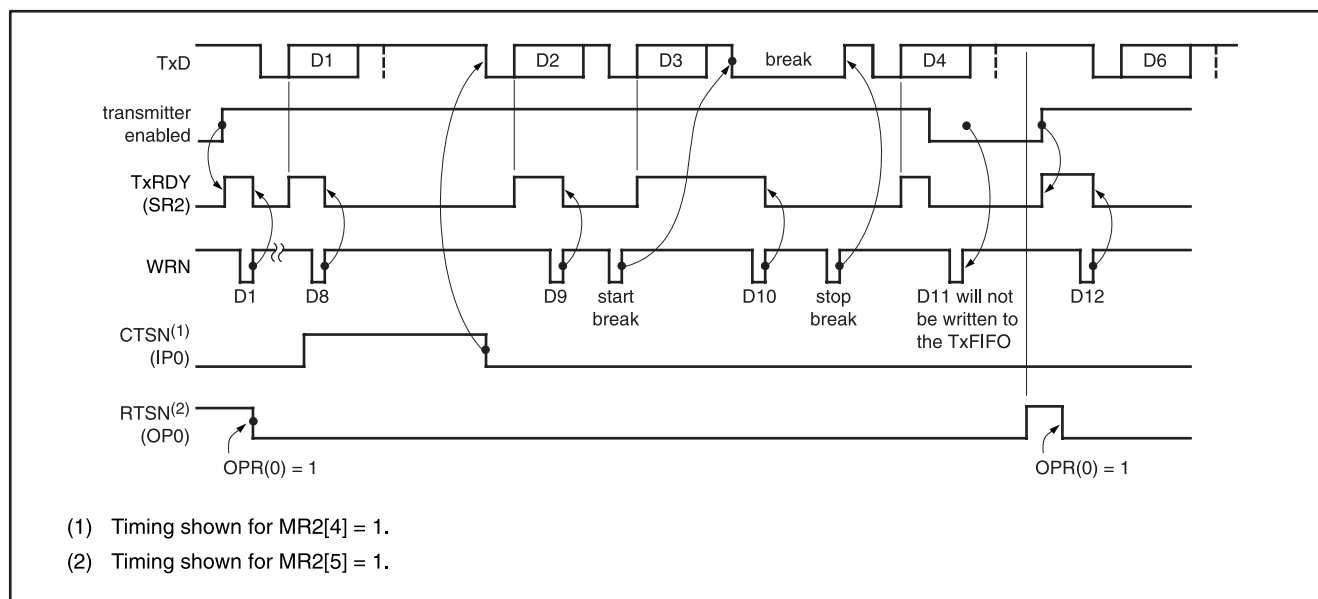 TxD
D1
D2
D3
break
D4
D6
transmitter
enabled
TxRDY
(SR2)
WRN
D1
D8
D9
start
break
D10
stop
break
D11 will not
be written to
the TxFIFO
D12
CTSN(1)
(IP0)
RTSN(2)
(OP0)
OPR(0) = 1
OPR(0) = 1
(1) Timing shown for MR2[4] = 1.
(2) Timing shown for MR2[5] = 1.